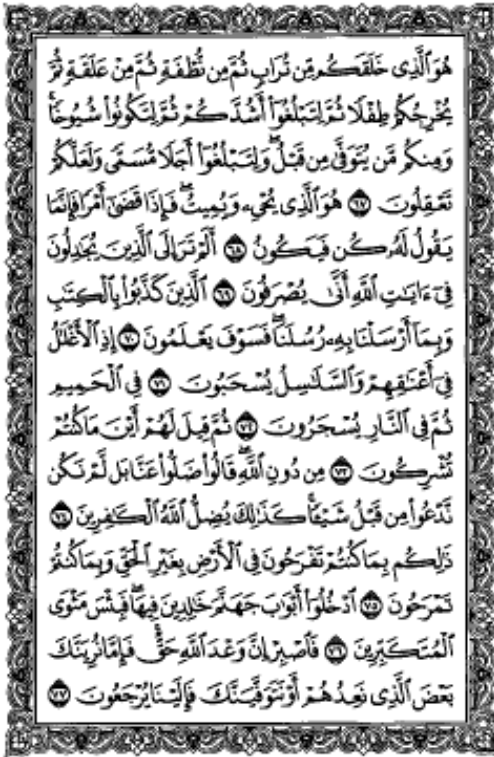 هُوَ ٱلَّذِى خَلَقَكُم مِّن تُرَابٍ ثُمَّ مِن نُّطْفَةٍ ثُمَّ مِنْ عَلَقَةٍ ثُمَّ
يُخْرِجُكُمْ طِفْلًا ثُمَّ لِتَبْلُغُوٓا۟ أَشُدَّكُمْ ثُمَّ لِتَكُونُوا۟ شُيُوخًا ۚ
وَمِنكُم مَّن يُتَوَفَّىٰ مِن قَبْلُ ۖ وَلِتَبْلُغُوٓا۟ أَجَلًا مُّسَمًّى وَلَعَلَّكُمْ
تَعْقِلُونَ ٦٧ هُوَ ٱلَّذِى يُحْىِۦ وَيُمِيتُ ۖ فَإِذَا قَضَىٰٓ أَمْرًا فَإِنَّمَا
يَقُولُ لَهُۥ كُن فَيَكُونُ ٦٨ أَلَمْ تَرَ إِلَى ٱلَّذِينَ يُجَٰدِلُونَ
فِىٓ ءَايَٰتِ ٱللَّهِ أَنَّىٰ يُصْرَفُونَ ٦٩ ٱلَّذِينَ كَذَّبُوا۟ بِٱلْكِتَٰبِ
وَبِمَآ أَرْسَلْنَا بِهِۦ رُسُلَنَا ۖ فَسَوْفَ يَعْلَمُونَ ٧٠ إِذِ ٱلْأَغْلَٰلُ
فِىٓ أَعْنَٰقِهِمْ وَٱلسَّلَٰسِلُ يُسْحَبُونَ ٧١ فِى ٱلْحَمِيمِ
ثُمَّ فِى ٱلنَّارِ يُسْجَرُونَ ٧٢ ثُمَّ قِيلَ لَهُمْ أَيْنَ مَا كُنتُمْ
تُشْرِكُونَ ٧٣ مِن دُونِ ٱللَّهِ ۖ قَالُوا۟ ضَلُّوا۟ عَنَّا بَل لَّمْ نَكُن
نَّدْعُوا۟ مِن قَبْلُ شَيْـًٔا ۚ كَذَٰلِكَ يُضِلُّ ٱللَّهُ ٱلْكَٰفِرِينَ ٧٤
ذَٰلِكُم بِمَا كُنتُمْ تَفْرَحُونَ فِى ٱلْأَرْضِ بِغَيْرِ ٱلْحَقِّ وَبِمَا كُنتُمْ
تَمْرَحُونَ ٧٥ ٱدْخُلُوٓا۟ أَبْوَٰبَ جَهَنَّمَ خَٰلِدِينَ فِيهَا ۖ فَبِئْسَ مَثْوَى
ٱلْمُتَكَبِّرِينَ ٧٦ فَٱصْبِرْ إِنَّ وَعْدَ ٱللَّهِ حَقٌّ ۚ فَإِمَّا نُرِيَنَّكَ
بَعْضَ ٱلَّذِى نَعِدُهُمْ أَوْ نَتَوَفَّيَنَّكَ فَإِلَيْنَا يُرْجَعُونَ ٧٧